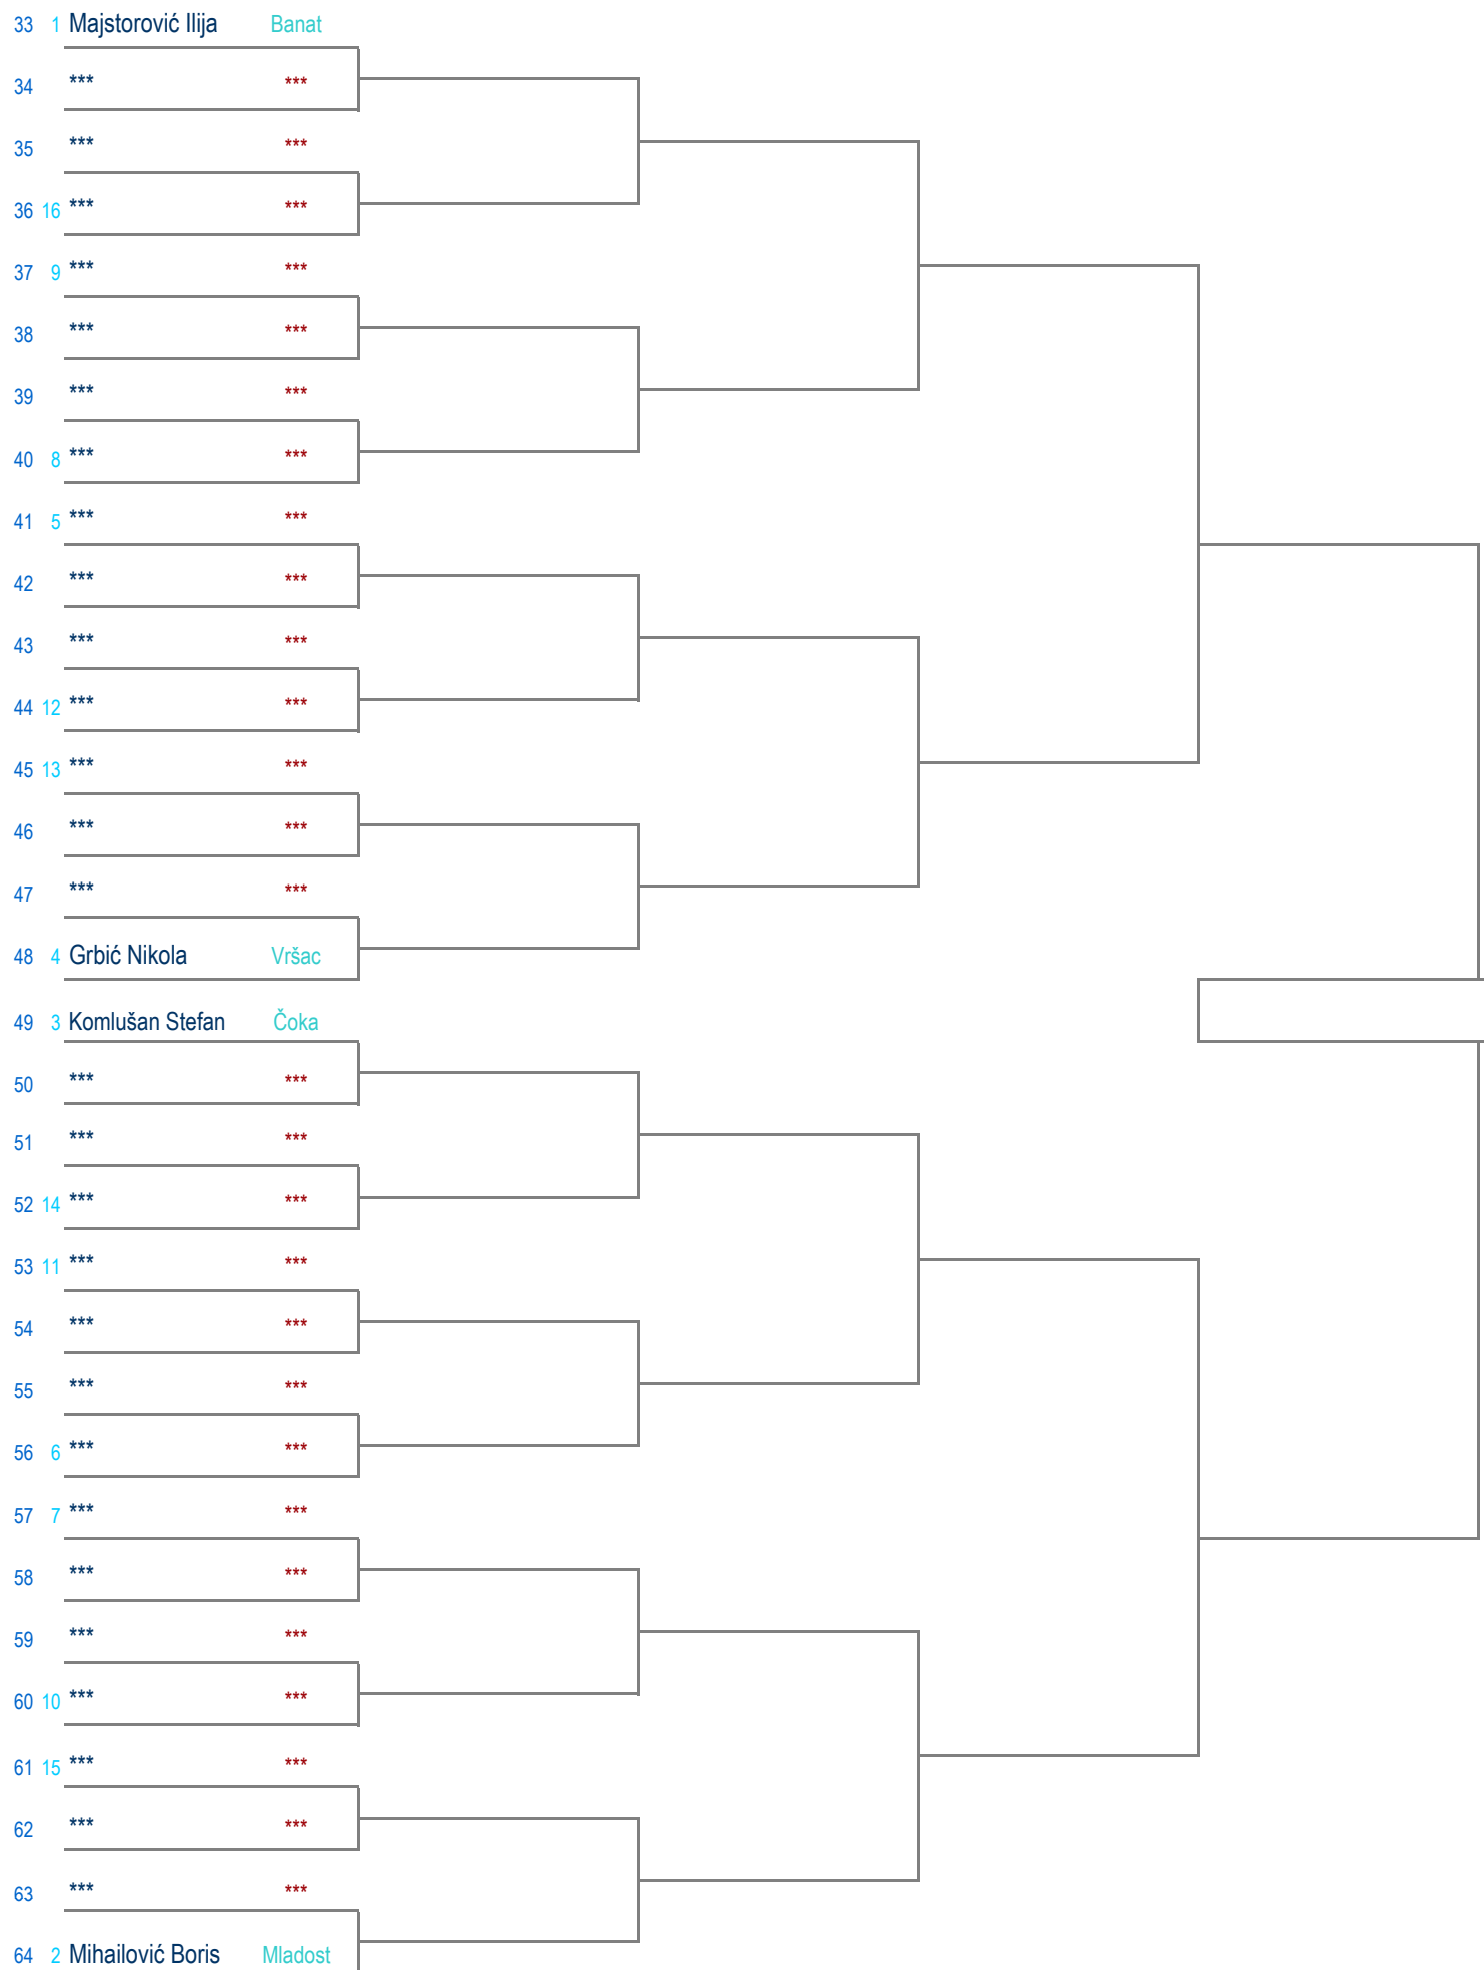 33 1 Majstorović Ilija Banat
34 *** ***
35 *** ***
36 16 *** ***
37 9 *** ***
38 *** ***
39 *** ***
40 8 *** ***
41 5 *** ***
42 *** ***
43 *** ***
44 12 *** ***
45 13 *** ***
46 *** ***
47 *** ***
48 4 Grbić Nikola Vršac
49 3 Komlušan Stefan Čoka
50 *** ***
51 *** ***
52 14 *** ***
53 11 *** ***
54 *** ***
55 *** ***
56 6 *** ***
57 7 *** ***
58 *** ***
59 *** ***
60 10 *** ***
61 15 *** ***
62 *** ***
63 *** ***
64 2 Mihailović Boris Mladost